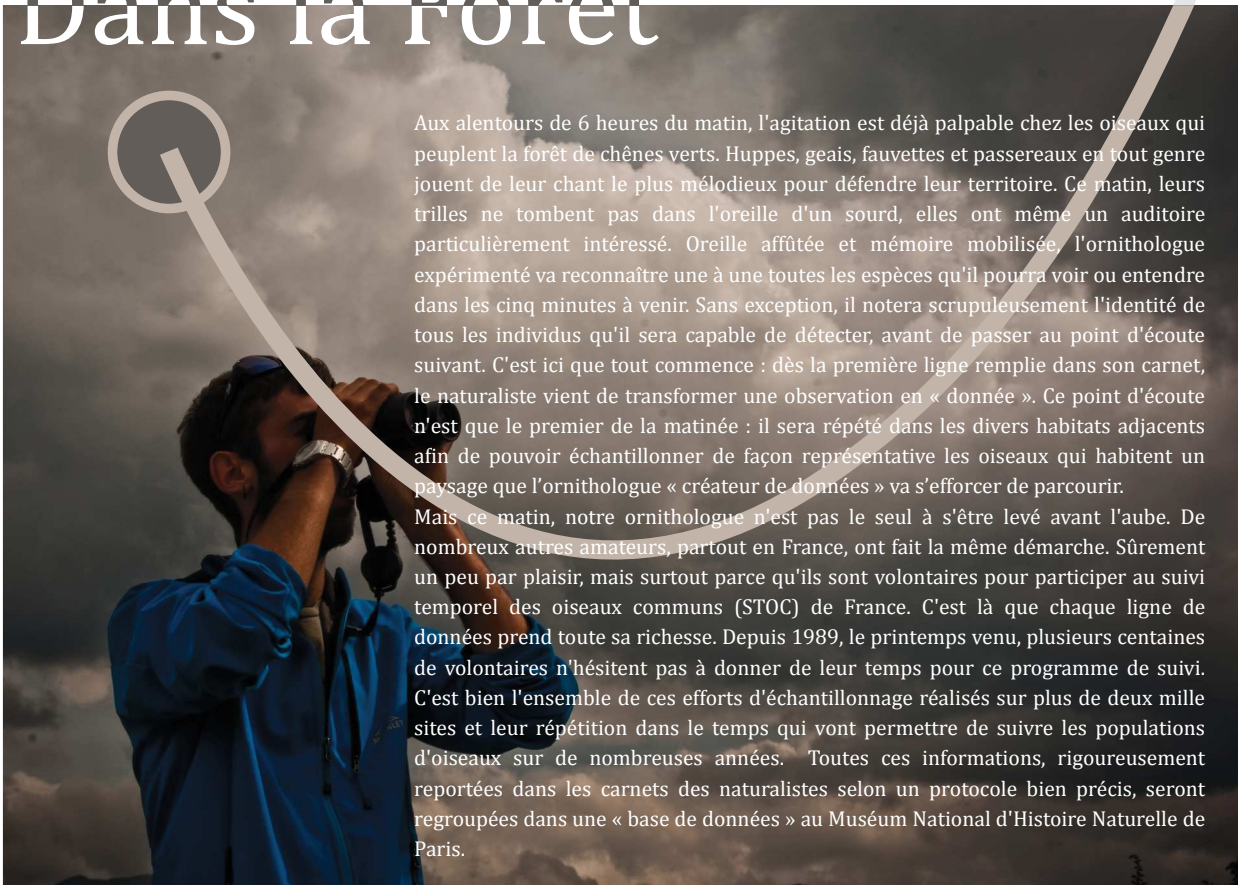 Dans la Forêt
Aux alentours de 6 heures du matin, l'agitation est déjà palpable chez les oiseaux qui
peuplent la forêt de chênes verts. Huppes, geais, fauvettes et passereaux en tout genre
jouent de leur chant le plus mélodieux pour défendre leur territoire. Ce matin, leurs
trilles ne tombent pas dans l'oreille d'un sourd, elles ont même un auditoire
particulièrement intéressé. Oreille affûtée et mémoire mobilisée, l'ornithologue
expérimenté va reconnaître une à une toutes les espèces qu'il pourra voir ou entendre
dans les cinq minutes à venir. Sans exception, il notera scrupuleusement l'identité de
tous les individus qu'il sera capable de détecter, avant de passer au point d'écoute
suivant. C'est ici que tout commence : dès la première ligne remplie dans son carnet,
le naturaliste vient de transformer une observation en « donnée ». Ce point d'écoute
n'est que le premier de la matinée : il sera répété dans les divers habitats adjacents
afin de pouvoir échantillonner de façon représentative les oiseaux qui habitent un
paysage que l’ornithologue « créateur de données » va s’efforcer de parcourir.
Mais ce matin, notre ornithologue n'est pas le seul à s'être levé avant l'aube. De
nombreux autres amateurs, partout en France, ont fait la même démarche. Sûrement
un peu par plaisir, mais surtout parce qu'ils sont volontaires pour participer au suivi
temporel des oiseaux communs (STOC) de France. C'est là que chaque ligne de
données prend toute sa richesse. Depuis 1989, le printemps venu, plusieurs centaines
de volontaires n'hésitent pas à donner de leur temps pour ce programme de suivi.
C'est bien l'ensemble de ces efforts d'échantillonnage réalisés sur plus de deux mille
sites et leur répétition dans le temps qui vont permettre de suivre les populations
d'oiseaux sur de nombreuses années. Toutes ces informations, rigoureusement
reportées dans les carnets des naturalistes selon un protocole bien précis, seront
regroupées dans une « base de données » au Muséum National d'Histoire Naturelle de
Paris.